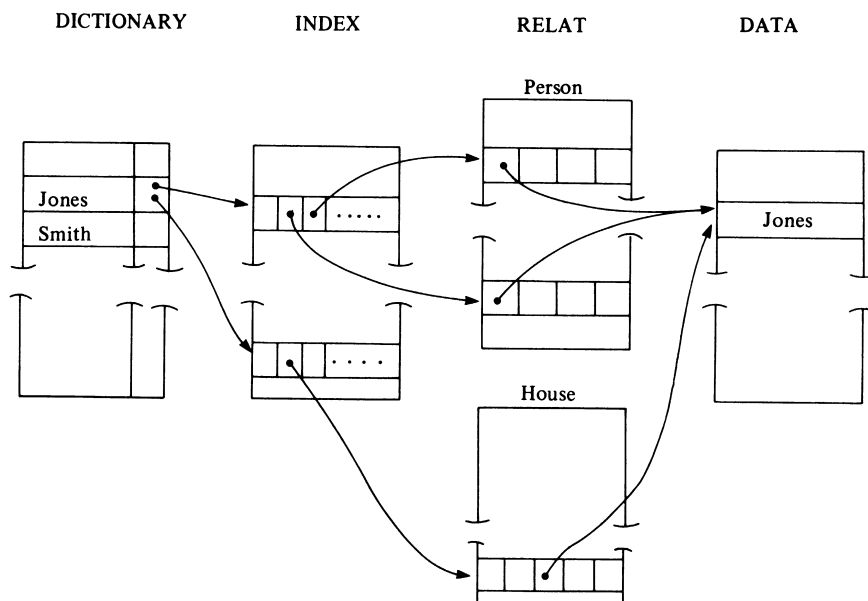 DICTIONARY INDEX RELAT DATA
Person
Jones
Smith
Jones
House